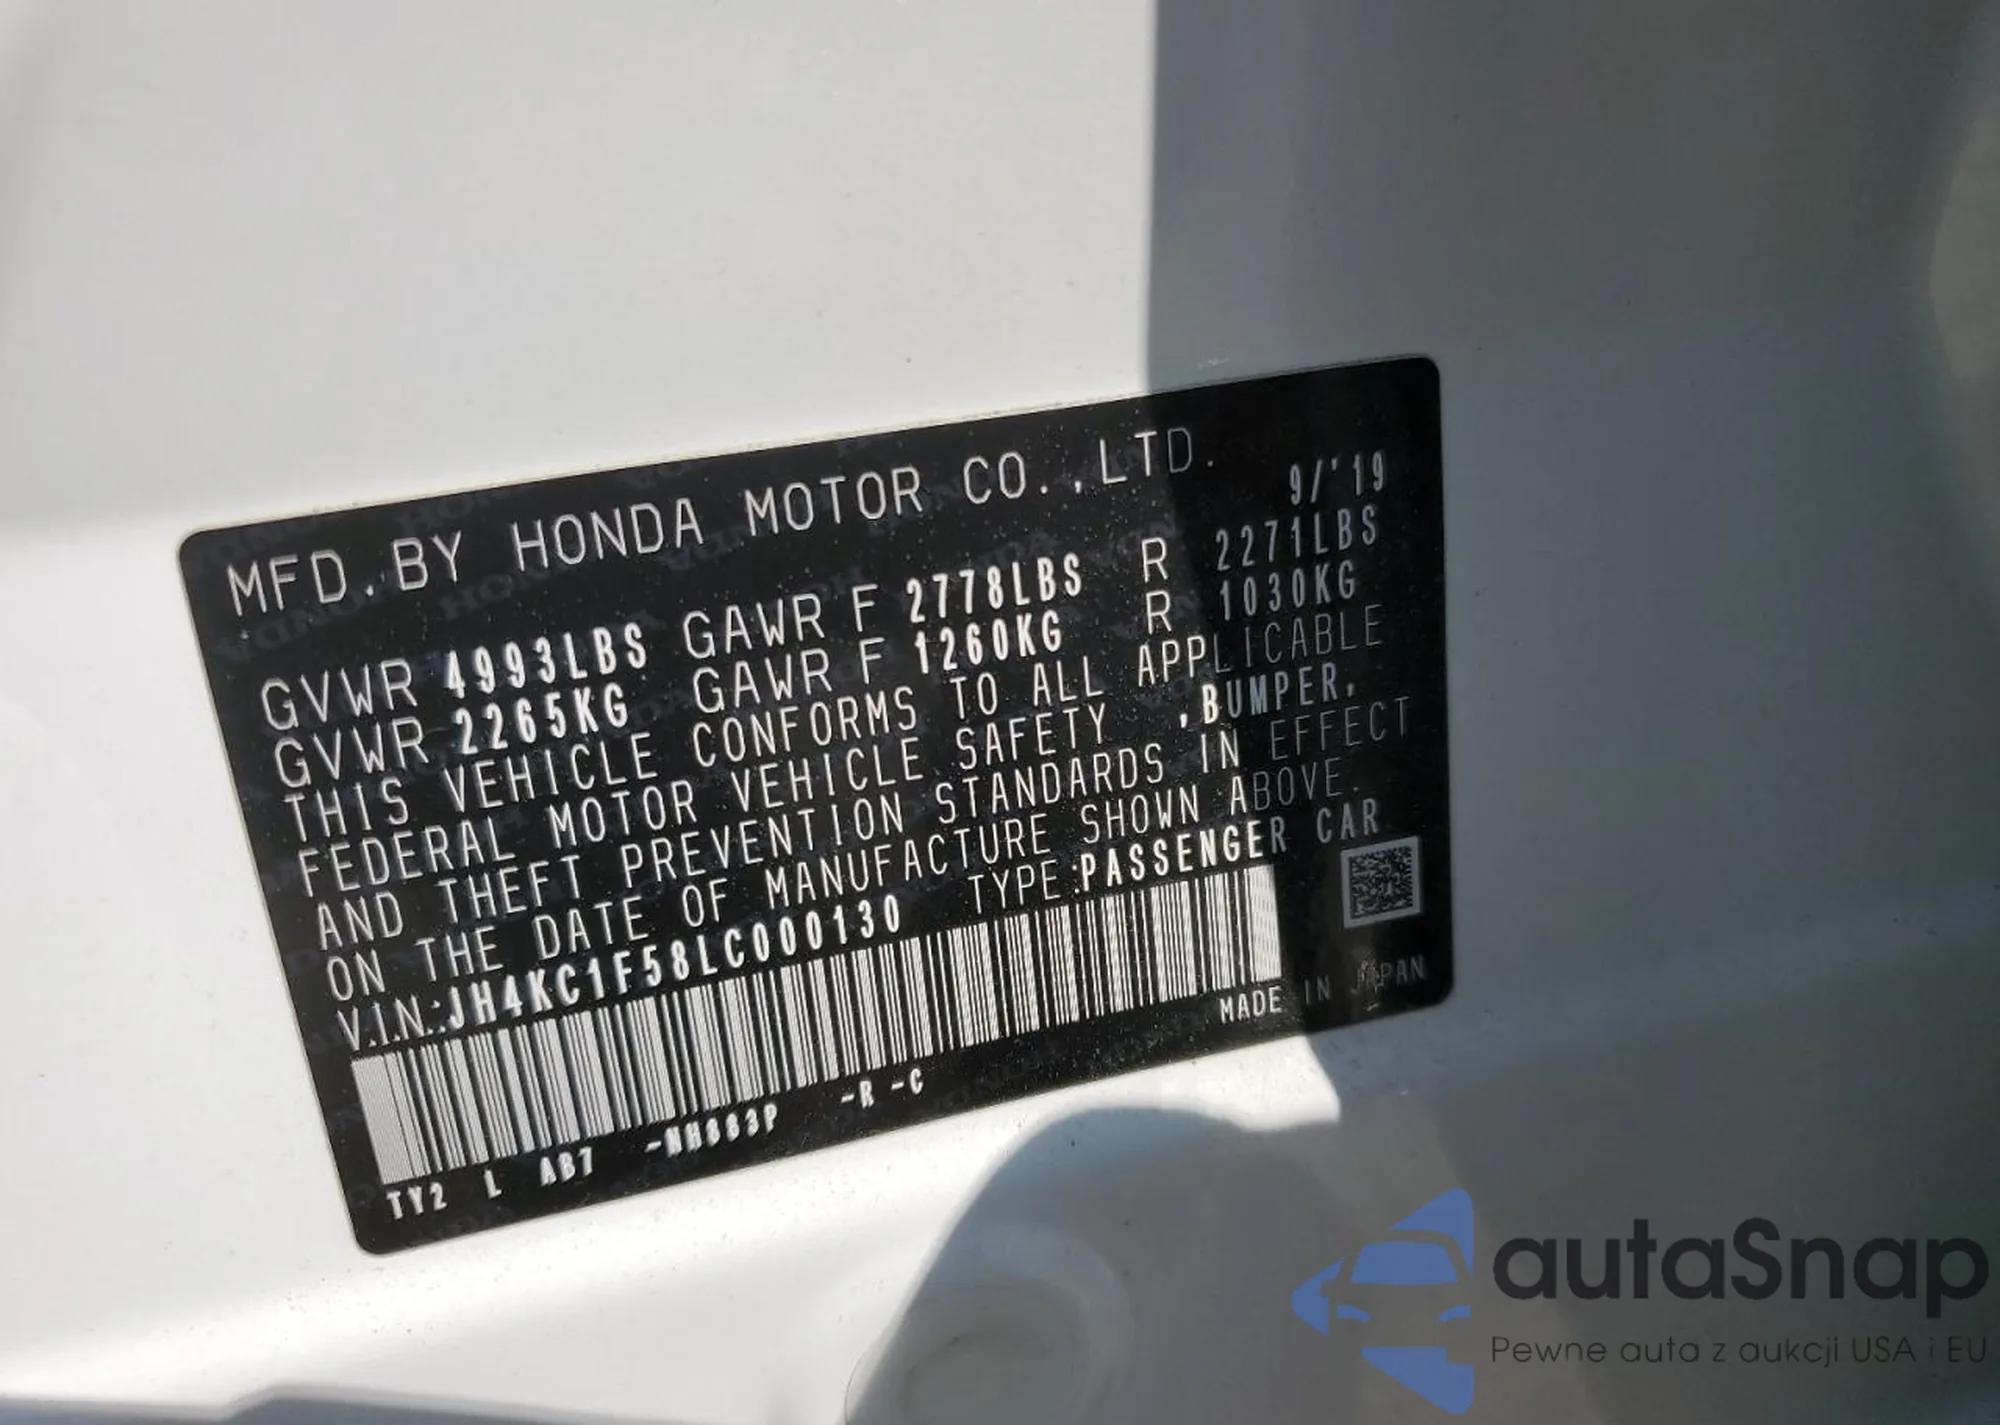 MFD. BY HONDA MOTOR CO.,LTD. 9/'19
GVWR 4993LBS GAWR F 2778LBS R 2271LBS
GVWR 2265KG GAWR F 1260KG R 1030KG
THIS VEHICLE CONFORMS TO ALL APPLICABLE
FEDERAL MOTOR VEHICLE SAFETY ,BUMPER,
AND THEFT PREVENTION STANDARDS IN EFFECT
ON THE DATE OF MANUFACTURE SHOWN ABOVE.
V.I.N.:JH4KC1F58LC000130 TYPE:PASSENGER CAR
MADE IN JAPAN
TY2 L AB7 -NH883P -R -C
autaSnap
Pewne auta z aukcji USA i EU